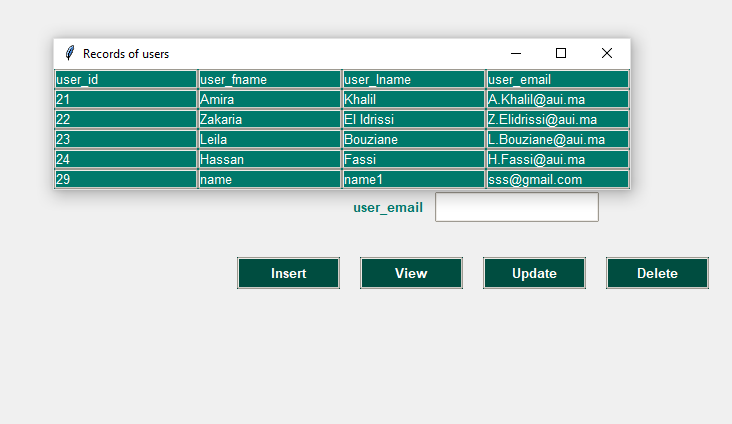 Records of users
user_id user_fname user_lname user_email
21 Amira Khalil A.Khalil@aui.ma
22 Zakaria El Idrissi Z.Elidrissi@aui.ma
23 Leila Bouziane L.Bouziane@aui.ma
24 Hassan Fassi H.Fassi@aui.ma
29 name name1 sss@gmail.com
user_email
Insert View Update Delete